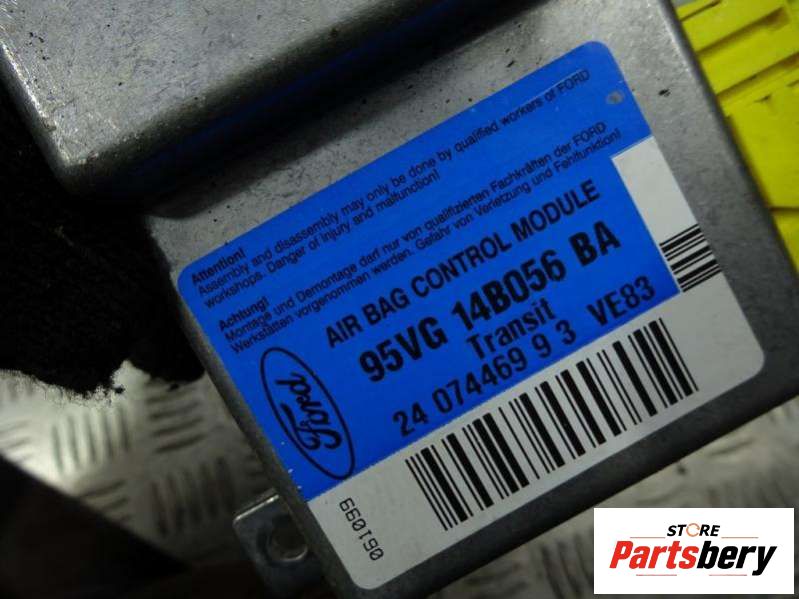 Attention!
Assembly and disassembly may only be done by qualified workers of FORD
workshops. Danger of injury and malfunction!
Achtung!
Montage und Demontage darf nur von qualifizierten Fachkräften der FORD
Werkstätten vorgenommen werden. Gefahr von Verletzung und Fehlfunktion!
AIR BAG CONTROL MODULE
95VG 14B056 BA
Transit
24 074469 9 3 VE83
Ford
061099
STORE
Partsbery